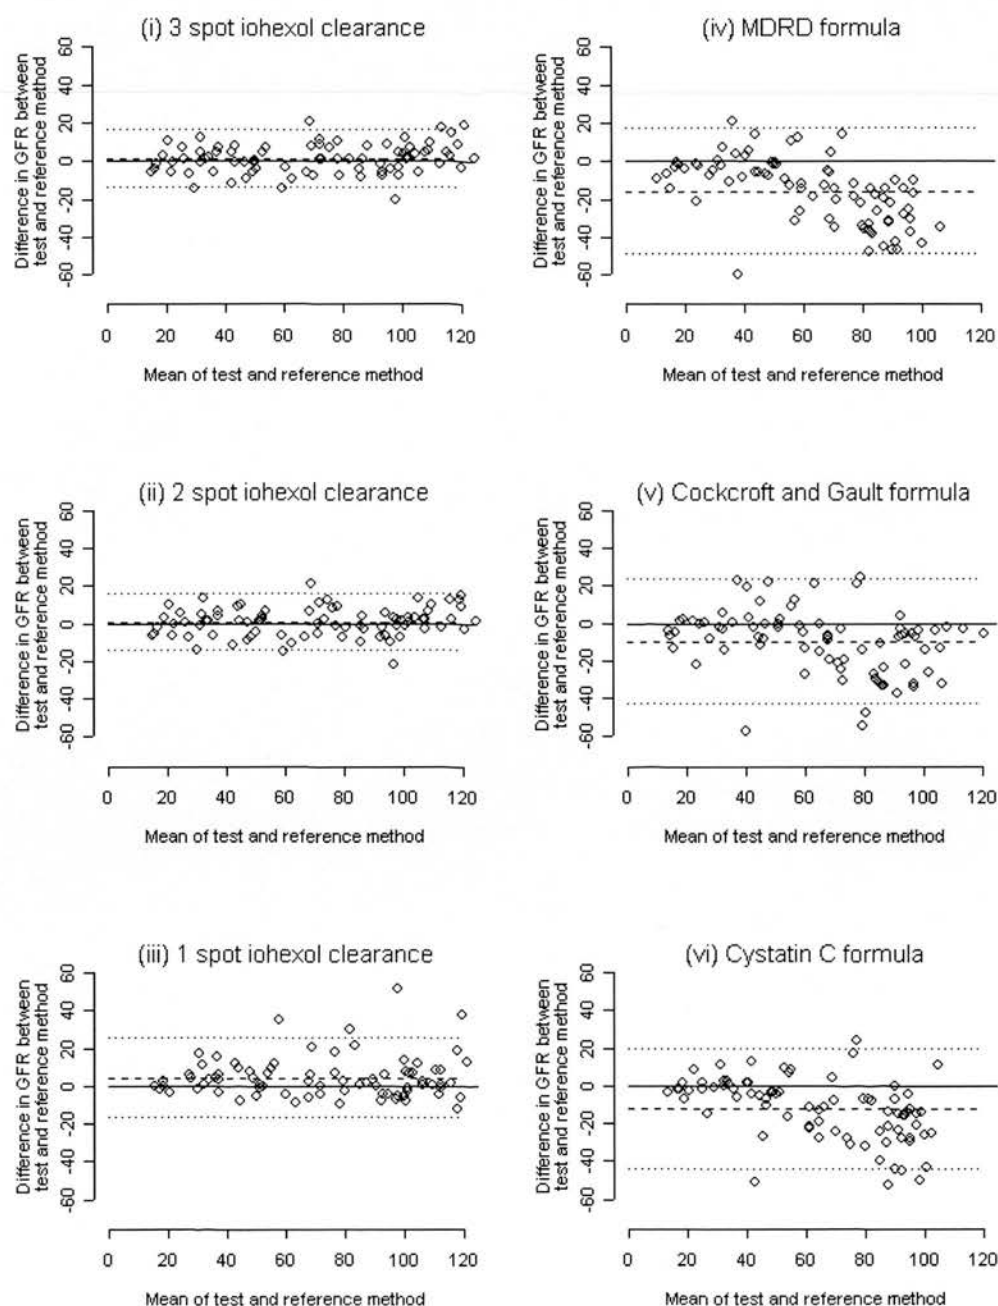 (i) 3 spot iohexol clearance
Difference in GFR between
test and reference method
60
40
20
0
-20
-40
-60
0 20 40 60 80 100 120
Mean of test and reference method
(iv) MDRD formula
Difference in GFR between
test and reference method
60
40
20
0
-20
-40
-60
0 20 40 60 80 100 120
Mean of test and reference method
(ii) 2 spot iohexol clearance
Difference in GFR between
test and reference method
60
40
20
0
-20
-40
-60
0 20 40 60 80 100 120
Mean of test and reference method
(v) Cockcroft and Gault formula
Difference in GFR between
test and reference method
60
40
20
0
-20
-40
-60
0 20 40 60 80 100 120
Mean of test and reference method
(iii) 1 spot iohexol clearance
Difference in GFR between
test and reference method
60
40
20
0
-20
-40
-60
0 20 40 60 80 100 120
Mean of test and reference method
(vi) Cystatin C formula
Difference in GFR between
test and reference method
60
40
20
0
-20
-40
-60
0 20 40 60 80 100 120
Mean of test and reference method